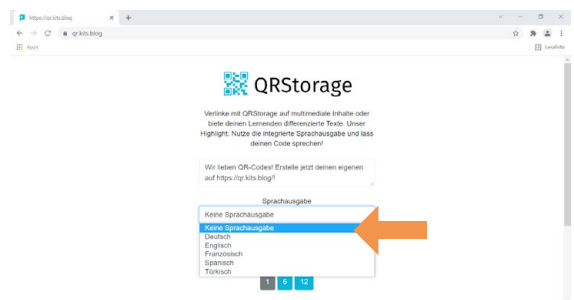 https://qr.kits.blog
qr.kits.blog
Apps
Leseliste
QRStorage
Verlinke mit QRStorage auf multimediale Inhalte oder
biete deinen Lernenden differenzierte Texte. Unser
Highlight: Nutze die integrierte Sprachausgabe und lass
deinen Code sprechen!
Wir lieben QR-Codes! Erstelle jetzt deinen eigenen
auf https://qr.kits.blog/!
Sprachausgabe
Keine Sprachausgabe
Keine Sprachausgabe
Deutsch
Englisch
Französisch
Spanisch
Türkisch
1 6 12